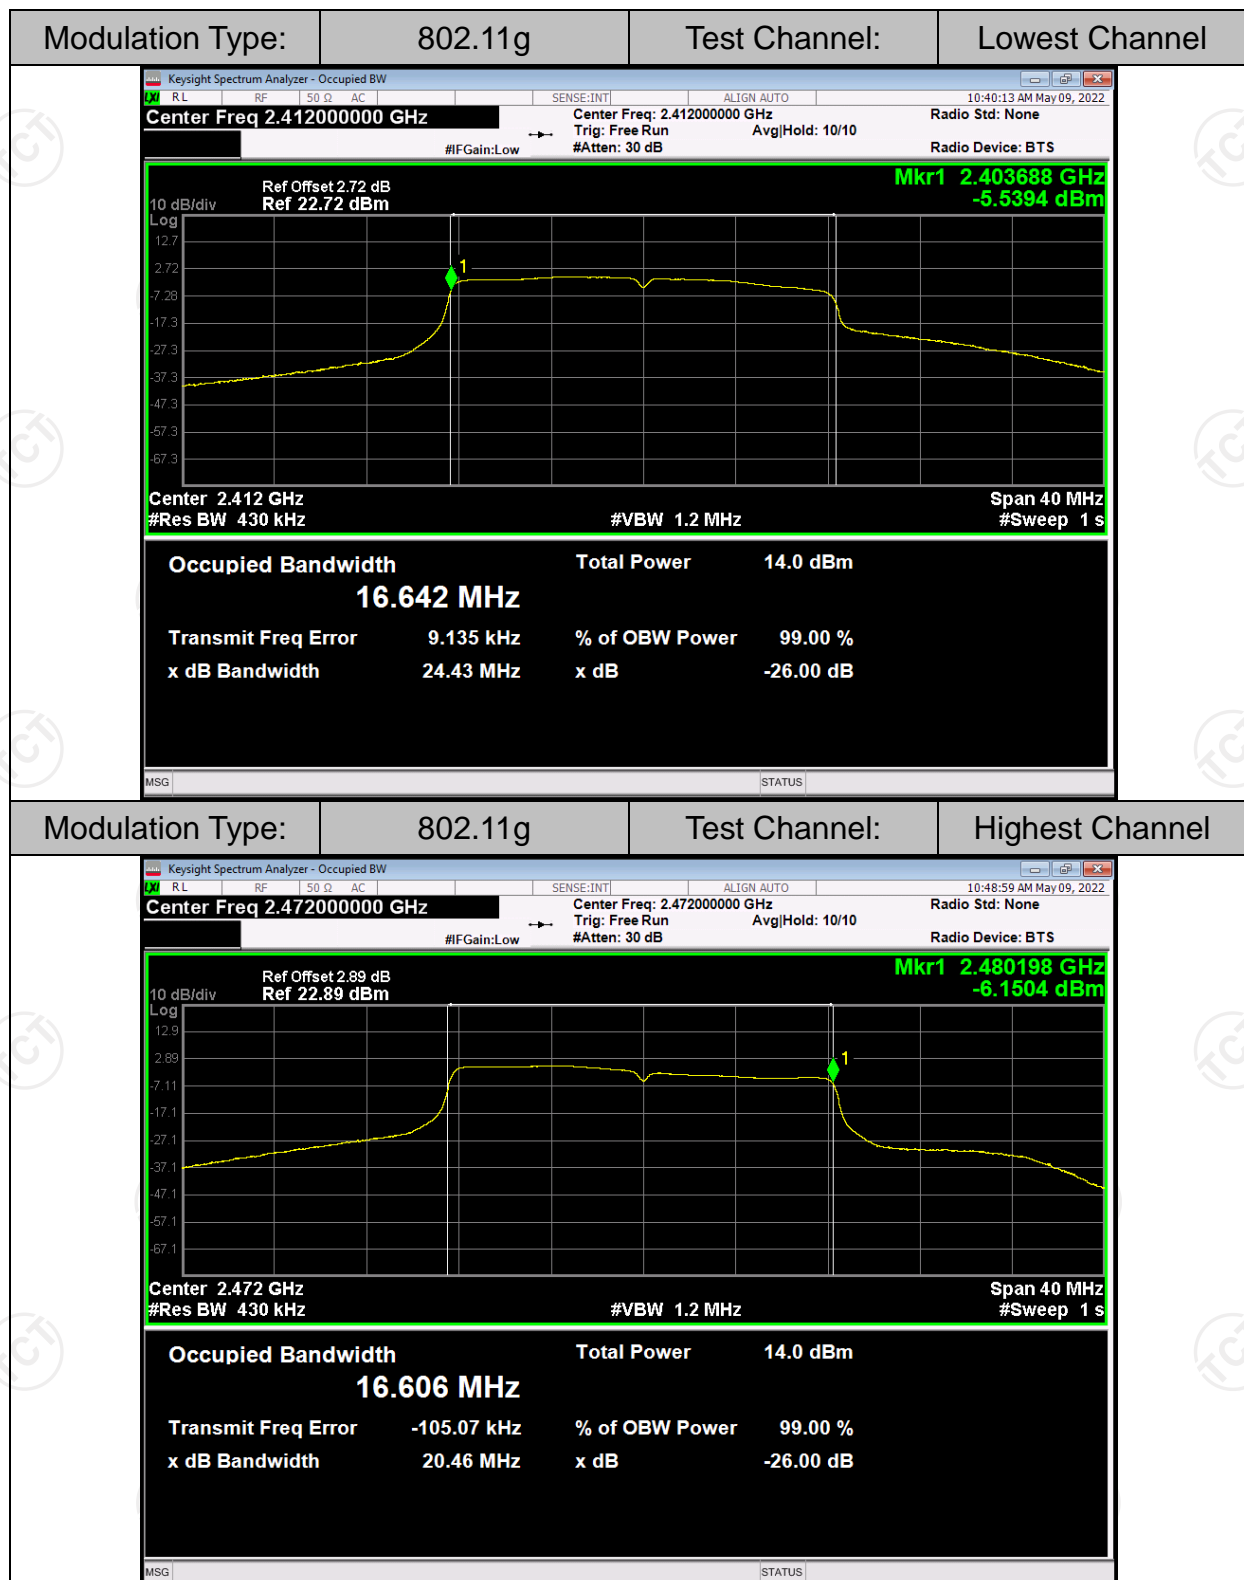 Modulation Type: 802.11g Test Channel: Lowest Channel
Keysight Spectrum Analyzer - Occupied BW
LXI RL RF 50 Ω AC SENSE:INT ALIGN AUTO 10:40:13 AM May 09, 2022
Center Freq 2.412000000 GHz Center Freq: 2.412000000 GHz Radio Std: None
Trig: Free Run Avg|Hold: 10/10
#IFGain:Low #Atten: 30 dB Radio Device: BTS
Mkr1 2.403688 GHz
Ref Offset 2.72 dB
10 dB/div Ref 22.72 dBm -5.5394 dBm
Log
12.7
1
2.72
-7.28
-17.3
-27.3
-37.3
-47.3
-57.3
-67.3
Center 2.412 GHz Span 40 MHz
#Res BW 430 kHz #VBW 1.2 MHz #Sweep 1 s
Occupied Bandwidth Total Power 14.0 dBm
16.642 MHz
Transmit Freq Error 9.135 kHz % of OBW Power 99.00 %
x dB Bandwidth 24.43 MHz x dB -26.00 dB
MSG STATUS
Modulation Type: 802.11g Test Channel: Highest Channel
Keysight Spectrum Analyzer - Occupied BW
LXI RL RF 50 Ω AC SENSE:INT ALIGN AUTO 10:48:59 AM May 09, 2022
Center Freq 2.472000000 GHz Center Freq: 2.472000000 GHz Radio Std: None
Trig: Free Run Avg|Hold: 10/10
#IFGain:Low #Atten: 30 dB Radio Device: BTS
Mkr1 2.480198 GHz
Ref Offset 2.89 dB
10 dB/div Ref 22.89 dBm -6.1504 dBm
Log
12.9
1
2.89
-7.11
-17.1
-27.1
-37.1
-47.1
-57.1
-67.1
Center 2.472 GHz Span 40 MHz
#Res BW 430 kHz #VBW 1.2 MHz #Sweep 1 s
Occupied Bandwidth Total Power 14.0 dBm
16.606 MHz
Transmit Freq Error -105.07 kHz % of OBW Power 99.00 %
x dB Bandwidth 20.46 MHz x dB -26.00 dB
MSG STATUS
TCT